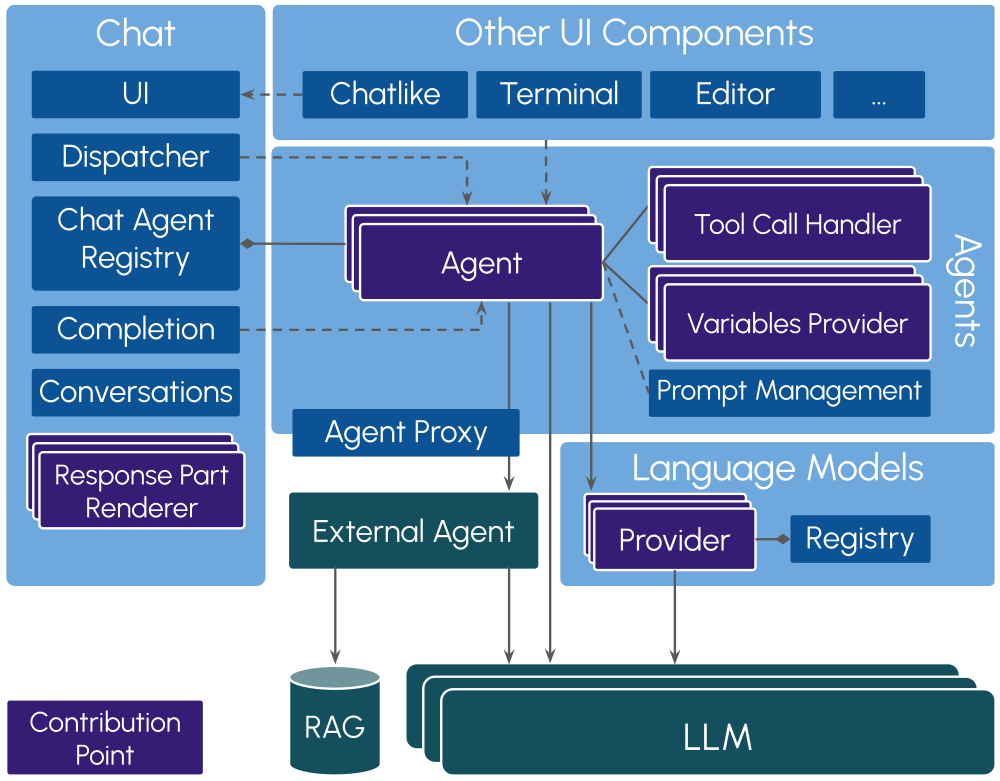 Chat
UI
Dispatcher
Chat Agent
Registry
Completion
Conversations
Response Part
Renderer
Other UI Components
Chatlike
Terminal
Editor
...
Agent
Tool Call Handler
Variables Provider
Prompt Management
Agents
Agent Proxy
External Agent
Language Models
Provider
Registry
RAG
LLM
Contribution
Point